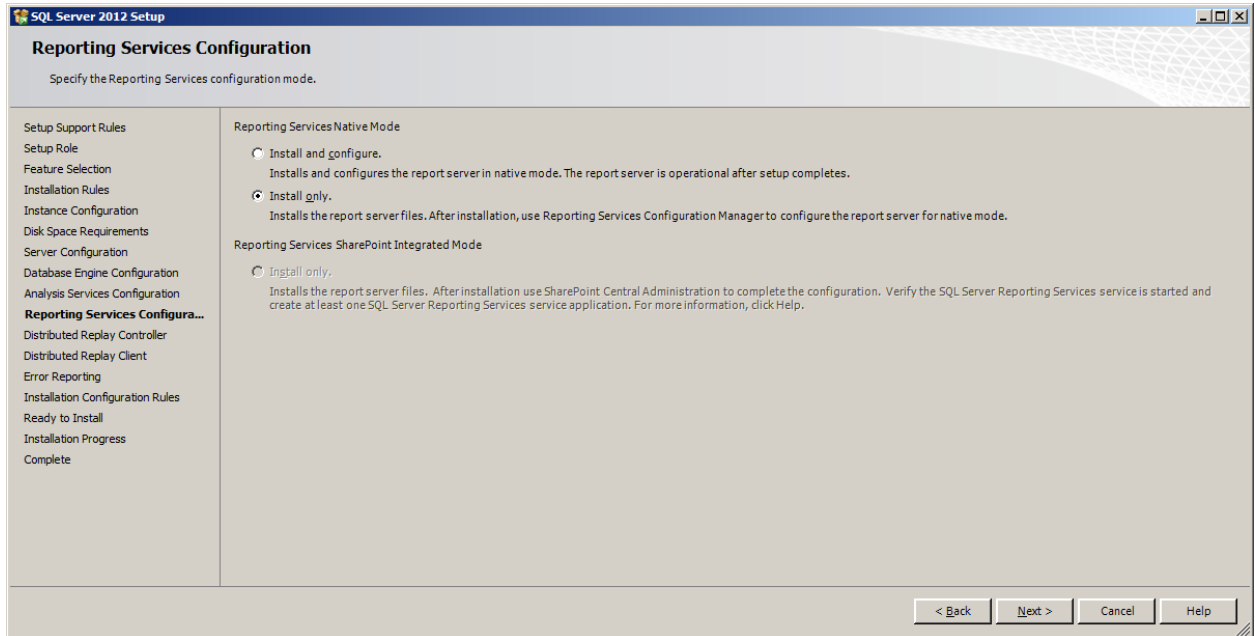 SQL Server 2012 Setup
Reporting Services Configuration
Specify the Reporting Services configuration mode.
Setup Support Rules
Setup Role
Feature Selection
Installation Rules
Instance Configuration
Disk Space Requirements
Server Configuration
Database Engine Configuration
Analysis Services Configuration
Reporting Services Configura...
Distributed Replay Controller
Distributed Replay Client
Error Reporting
Installation Configuration Rules
Ready to Install
Installation Progress
Complete
Reporting Services Native Mode
Install and configure.
Installs and configures the report server in native mode. The report server is operational after setup completes.
Install only.
Installs the report server files. After installation, use Reporting Services Configuration Manager to configure the report server for native mode.
Reporting Services SharePoint Integrated Mode
Install only.
Installs the report server files. After installation use SharePoint Central Administration to complete the configuration. Verify the SQL Server Reporting Services service is started and
create at least one SQL Server Reporting Services service application. For more information, click Help.
< Back
Next >
Cancel
Help